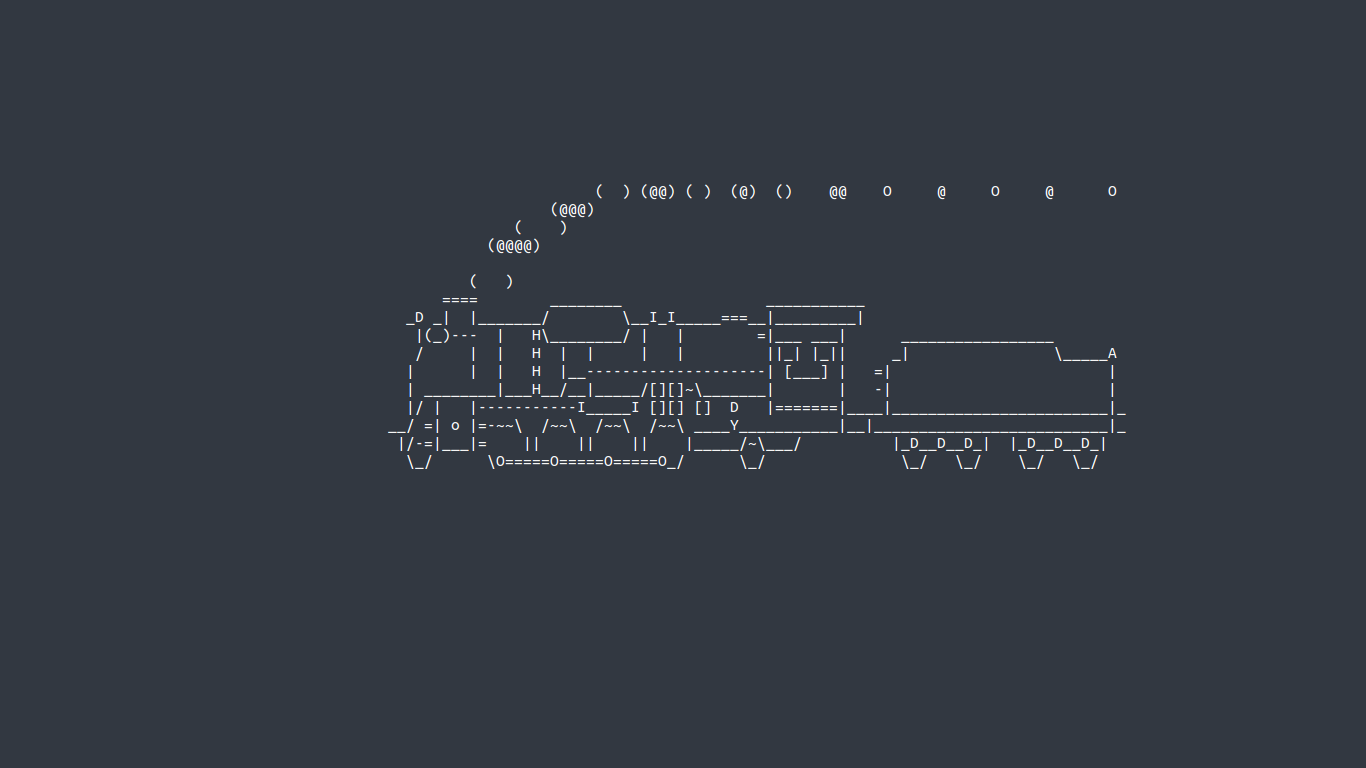 (  ) (@@) ( )  (@)  ()    @@    O     @     O     @      O
                  (@@@)
              (    )
           (@@@@)

         (   )
      ====        ________                ___________
  _D _|  |_______/        \__I_I_____===__|_________|
   |(_)---  |   H\________/ |   |        =|___ ___|      _________________
   /     |  |   H  |  |     |   |         ||_| |_||     _|                \_____A
  |      |  |   H  |__--------------------| [___] |   =|                        |
  | ________|___H__/__|_____/[][]~\_______|       |   -|                        |
  |/ |   |-----------I_____I [][] []  D   |=======|____|________________________|_
__/ =| o |=-~~\  /~~\  /~~\  /~~\ ____Y___________|__|__________________________|_
 |/-=|___|=    ||    ||    ||    |_____/~\___/          |_D__D__D_|  |_D__D__D_|
  \_/      \O=====O=====O=====O_/      \_/               \_/   \_/    \_/   \_/